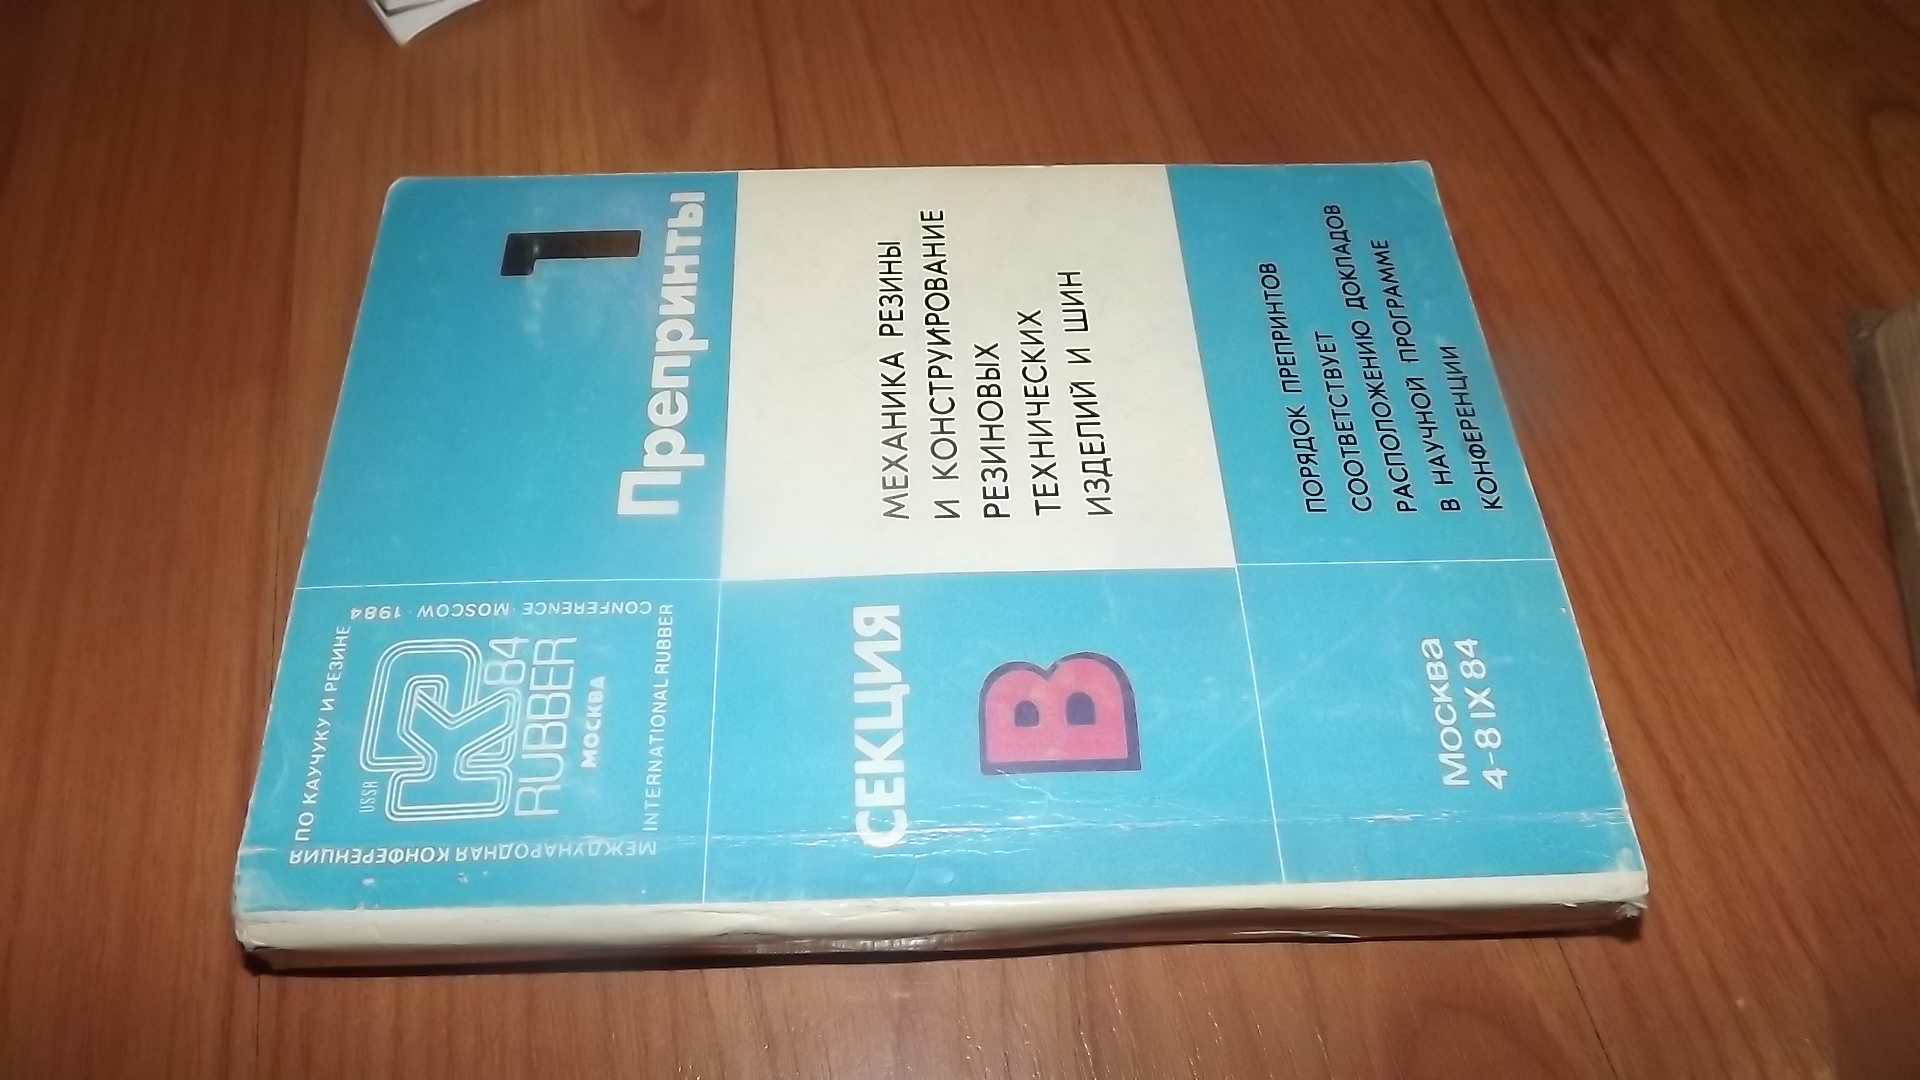 МЕЖДУНАРОДНАЯ КОНФЕРЕНЦИЯ
ПО КАУЧУКУ И РЕЗИНЕ
INTERNATIONAL RUBBER
CONFERENCE · MOSCOW · 1984
USSR
84
RUBBER
МОСКВА
1
Препринты
СЕКЦИЯ
B
МЕХАНИКА РЕЗИНЫ
И КОНСТРУИРОВАНИЕ
РЕЗИНОВЫХ
ТЕХНИЧЕСКИХ
ИЗДЕЛИЙ И ШИН
МОСКВА
4-8 IX 84
ПОРЯДОК ПРЕПРИНТОВ
СООТВЕТСТВУЕТ
РАСПОЛОЖЕНИЮ ДОКЛАДОВ
В НАУЧНОЙ ПРОГРАММЕ
КОНФЕРЕНЦИИ